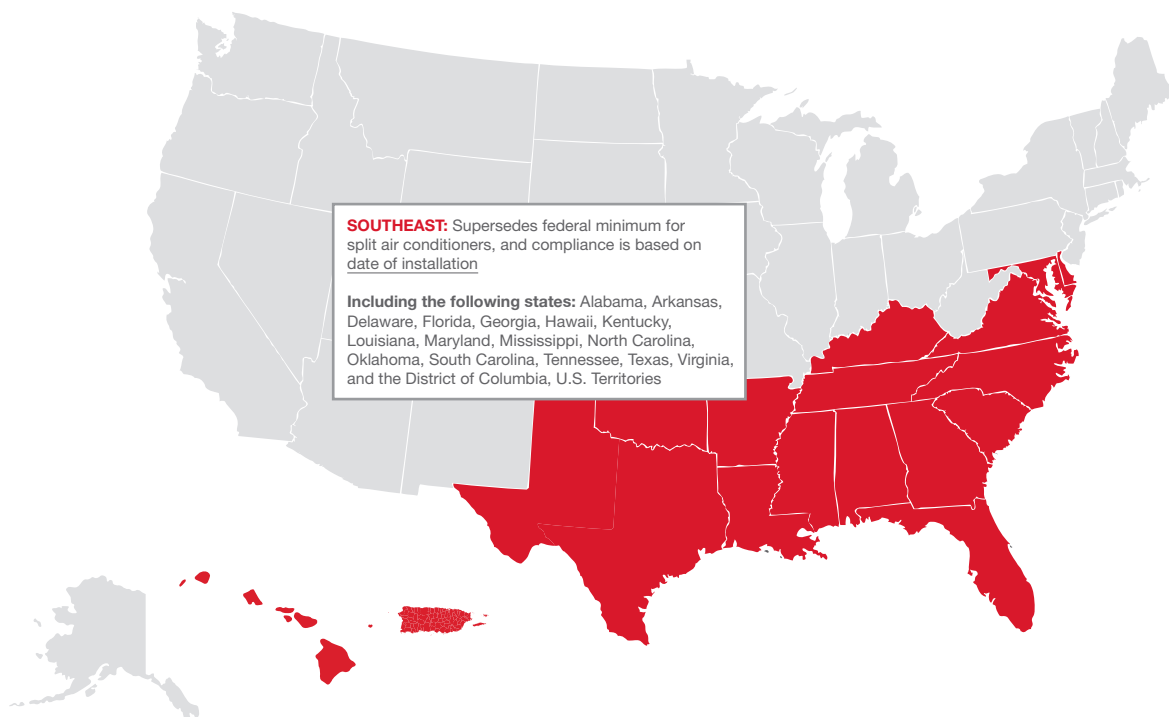 SOUTHEAST: Supersedes federal minimum for
split air conditioners, and compliance is based on
date of installation
Including the following states: Alabama, Arkansas,
Delaware, Florida, Georgia, Hawaii, Kentucky,
Louisiana, Maryland, Mississippi, North Carolina,
Oklahoma, South Carolina, Tennessee, Texas, Virginia,
and the District of Columbia, U.S. Territories